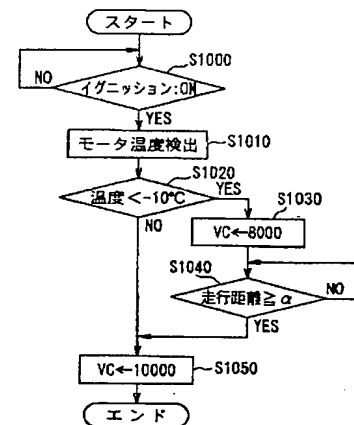 スタート
S1000
NO
イグニッション:ON
YES
モータ温度検出
S1010
S1020
温度<-10℃
YES
S1030
NO
VC←8000
S1040
走行距離≧α
NO
YES
VC←10000
S1050
エンド